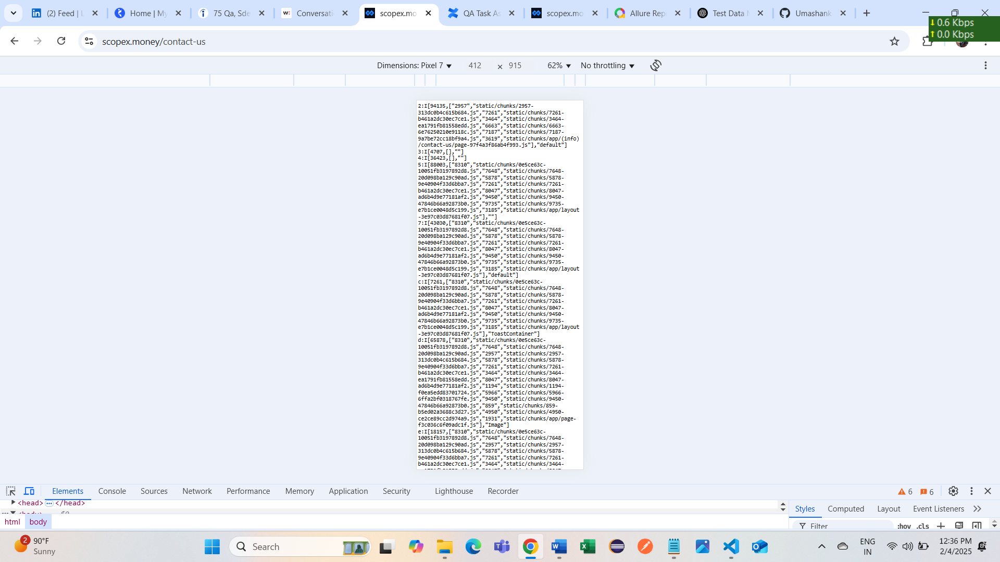 (2) Feed | L
Home | My
75 Qa, Sde
w:
Conversati
scopex.mo
QA Task As
scopex.mo
Allure Rep
Test Data M
Umashank
0.6 Kbps
0.0 Kbps
scopex.money/contact-us
Dimensions: Pixel 7
412
×
915
62%
No throttling
2:I[94135,["2957","static/chunks/2957-
313dc0b4c615b684.js","7261","static/chunks/7261-
b461a2dc30ec7ce1.js","3464","static/chunks/3464-
ea1791fb81558edd.js","6663","static/chunks/6663-
6e76250210e9118c.js","7187","static/chunks/7187-
9a7be72cc18bf9a4.js","3619","static/chunks/app/(info)
/contact-us/page-97f4a3f86ab4f993.js"],"default"]
3:I[4707,[],""]
4:I[36423,[],""]
5:I[88003,["8310","static/chunks/0e5ce63c-
10051fb3197892d8.js","7648","static/chunks/7648-
20d098ba129c90ad.js","5878","static/chunks/5878-
9e40904f33d6bba7.js","7261","static/chunks/7261-
b461a2dc30ec7ce1.js","8047","static/chunks/8047-
ad6b4d9e77181af2.js","9450","static/chunks/9450-
47846b66a92873b0.js","9735","static/chunks/9735-
e7b1ce0048d5c199.js","3185","static/chunks/app/layout
-3e97c03d87681f07.js"],""]
7:I[43030,["8310","static/chunks/0e5ce63c-
10051fb3197892d8.js","7648","static/chunks/7648-
20d098ba129c90ad.js","5878","static/chunks/5878-
9e40904f33d6bba7.js","7261","static/chunks/7261-
b461a2dc30ec7ce1.js","8047","static/chunks/8047-
ad6b4d9e77181af2.js","9450","static/chunks/9450-
47846b66a92873b0.js","9735","static/chunks/9735-
e7b1ce0048d5c199.js","3185","static/chunks/app/layout
-3e97c03d87681f07.js"],"default"]
c:I[7261,["8310","static/chunks/0e5ce63c-
10051fb3197892d8.js","7648","static/chunks/7648-
20d098ba129c90ad.js","5878","static/chunks/5878-
9e40904f33d6bba7.js","7261","static/chunks/7261-
b461a2dc30ec7ce1.js","8047","static/chunks/8047-
ad6b4d9e77181af2.js","9450","static/chunks/9450-
47846b66a92873b0.js","9735","static/chunks/9735-
e7b1ce0048d5c199.js","3185","static/chunks/app/layout
-3e97c03d87681f07.js"],"ToastContainer"]
d:I[65878,["8310","static/chunks/0e5ce63c-
10051fb3197892d8.js","7648","static/chunks/7648-
20d098ba129c90ad.js","2957","static/chunks/2957-
313dc0b4c615b684.js","5878","static/chunks/5878-
9e40904f33d6bba7.js","7261","static/chunks/7261-
b461a2dc30ec7ce1.js","3464","static/chunks/3464-
ea1791fb81558edd.js","8047","static/chunks/8047-
ad6b4d9e77181af2.js","1194","static/chunks/1194-
f0ea5edd83701724.js","5966","static/chunks/5966-
6ffa2bf0318767fe.js","9450","static/chunks/9450-
47846b66a92873b0.js","859","static/chunks/859-
b5ed02a3688c3d27.js","4950","static/chunks/4950-
ce2ce89cc2d974a9.js","1931","static/chunks/app/page-
f3c036c6f09adc1f.js"],"Image"]
e:I[18157,["8310","static/chunks/0e5ce63c-
10051fb3197892d8.js","7648","static/chunks/7648-
20d098ba129c90ad.js","2957","static/chunks/2957-
313dc0b4c615b684.js","5878","static/chunks/5878-
9e40904f33d6bba7.js","7261","static/chunks/7261-
b461a2dc30ec7ce1.js","3464","static/chunks/3464-
Elements
Console
Sources
Network
Performance
Memory
Application
Security
Lighthouse
Recorder
6
6
<head> ••• </head>
html
body
Styles
Computed
Layout
Event Listeners
Filter
:hov
.cls
2
90°F
Sunny
Search
ENG
IN
12:36 PM
2/4/2025